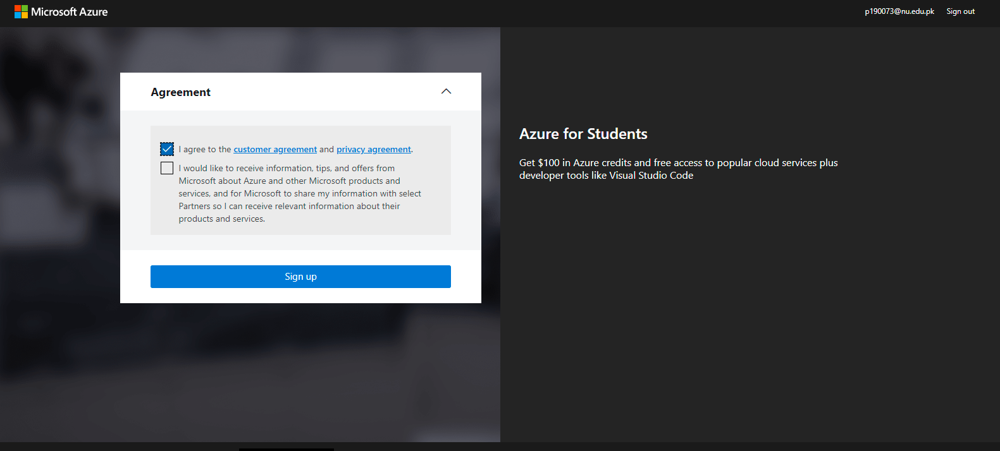 Microsoft Azure
p190073@nu.edu.pk Sign out
Agreement
I agree to the customer agreement and privacy agreement.
I would like to receive information, tips, and offers from
Microsoft about Azure and other Microsoft products and
services, and for Microsoft to share my information with select
Partners so I can receive relevant information about their
products and services.
Sign up
Azure for Students
Get $100 in Azure credits and free access to popular cloud services plus
developer tools like Visual Studio Code